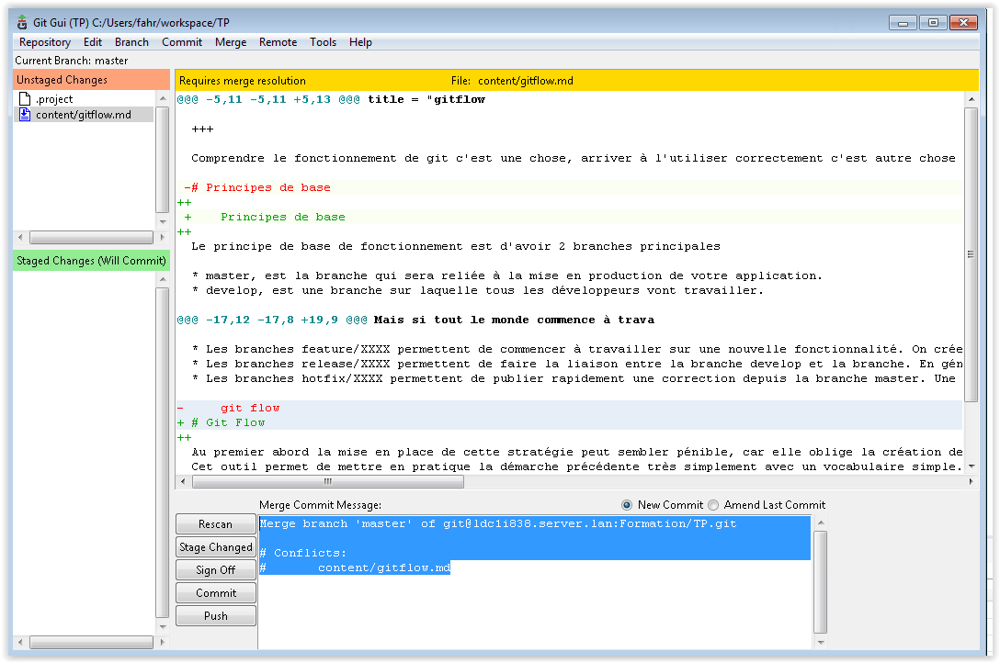 Git Gui (TP) C:/Users/fahr/workspace/TP
Repository Edit Branch Commit Merge Remote Tools Help
Current Branch: master
Unstaged Changes
.project
content/gitflow.md
Staged Changes (Will Commit)
Requires merge resolution File: content/gitflow.md
@@@ -5,11 -5,11 +5,13 @@@ title = "gitflow
+++
Comprendre le fonctionnement de git c'est une chose, arriver à l'utiliser correctement c'est autre chose
-# Principes de base
++
+ Principes de base
++
Le principe de base de fonctionnement est d'avoir 2 branches principales
* master, est la branche qui sera reliée à la mise en production de votre application.
* develop, est une branche sur laquelle tous les développeurs vont travailler.
@@@ -17,12 -17,8 +19,9 @@@ Mais si tout le monde commence à trava
* Les branches feature/XXXX permettent de commencer à travailler sur une nouvelle fonctionnalité. On crée
* Les branches release/XXXX permettent de faire la liaison entre la branche develop et la branche. En gén
* Les branches hotfix/XXXX permettent de publier rapidement une correction depuis la branche master. Une
- git flow
+ # Git Flow
++
Au premier abord la mise en place de cette stratégie peut sembler pénible, car elle oblige la création de
Cet outil permet de mettre en pratique la démarche précédente très simplement avec un vocabulaire simple.
Merge Commit Message: New Commit Amend Last Commit
Rescan
Stage Changed
Sign Off
Commit
Push
Merge branch 'master' of git@ldc1i838.server.lan:Formation/TP.git
# Conflicts:
# content/gitflow.md